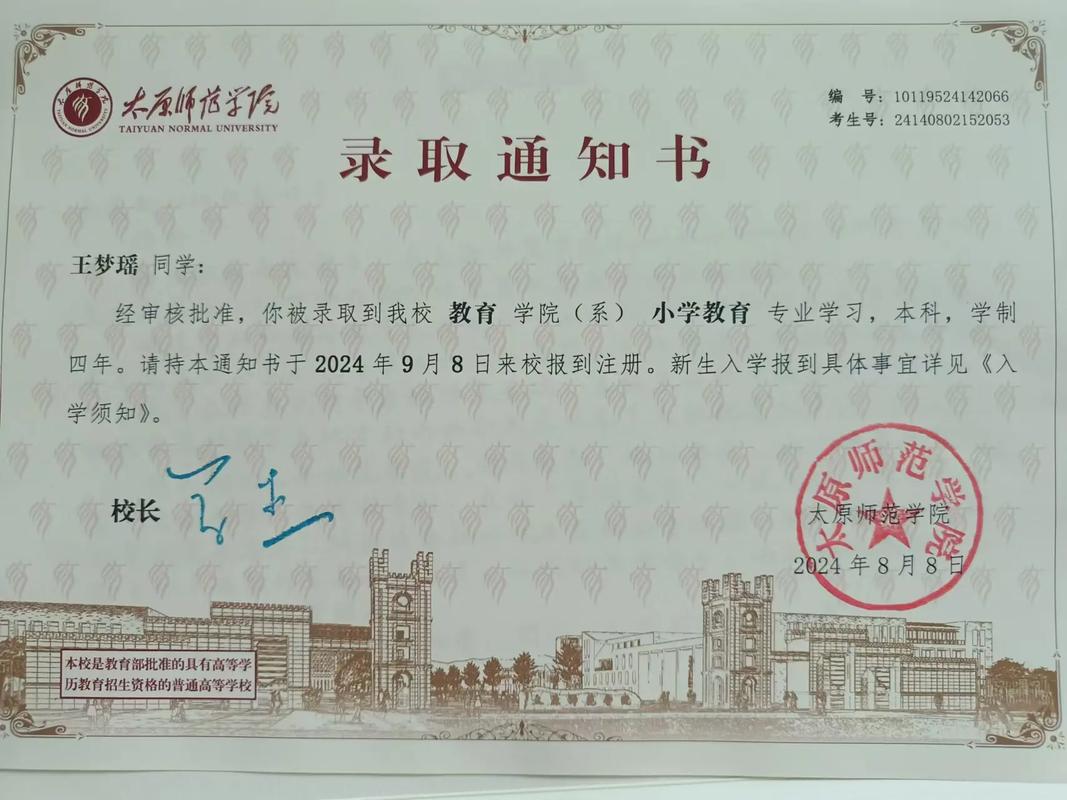 太原师范学院
TAIYUAN NORMAL UNIVERSITY
编 号：10119524142066
考生号：24140802152053
录取通知书
王梦瑶 同学：
经审核批准，你被录取到我校 教育 学院（系） 小学教育 专业学习，本科，学制
四年。请持本通知书于 2024 年 9 月 8 日来校报到注册。新生入学报到具体事宜详见《入
学须知》。
校长
太原师范学院
太原师范学院
2024 年 8 月 8 日
本校是教育部批准的具有高等学
历教育招生资格的普通高等学校
太原师范学院